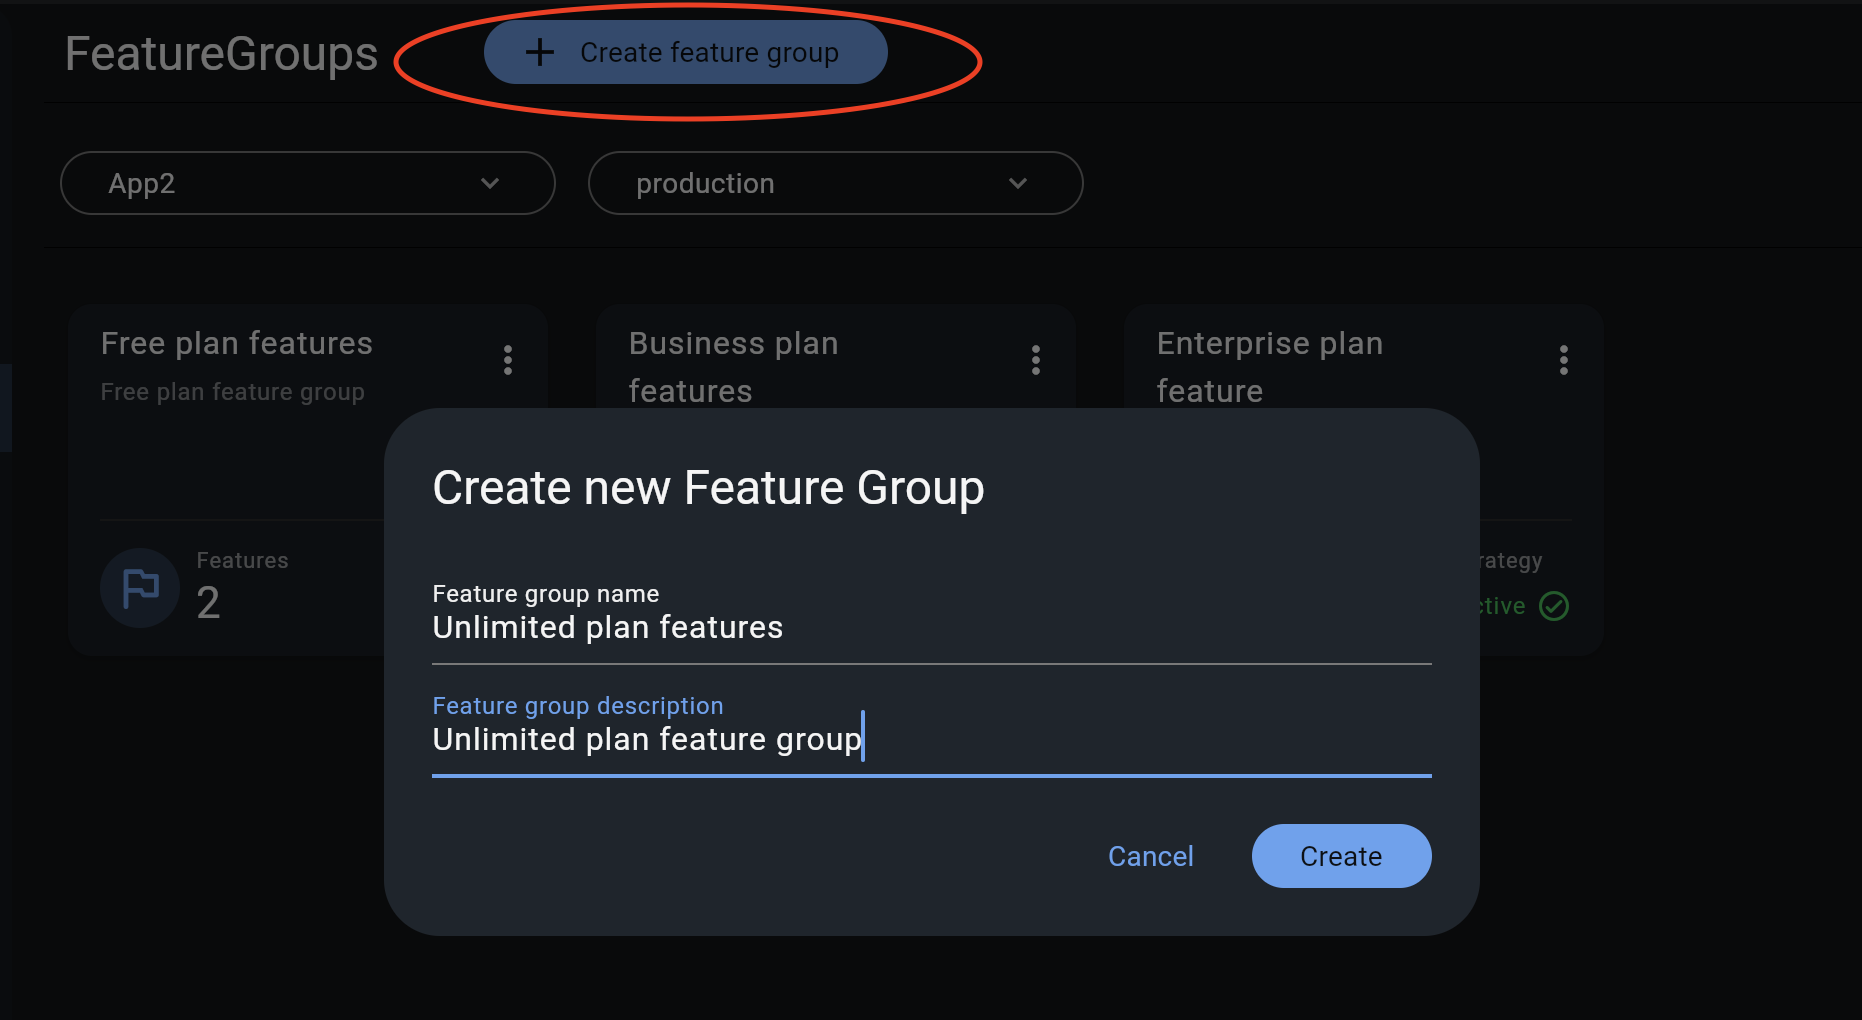 FeatureGroups
Create feature group
App2
production
Free plan features
Free plan feature group
Business plan
features
Enterprise plan
feature
Features
2
Create new Feature Group
Feature group name
Unlimited plan features
Feature group description
Unlimited plan feature group
Cancel
Create